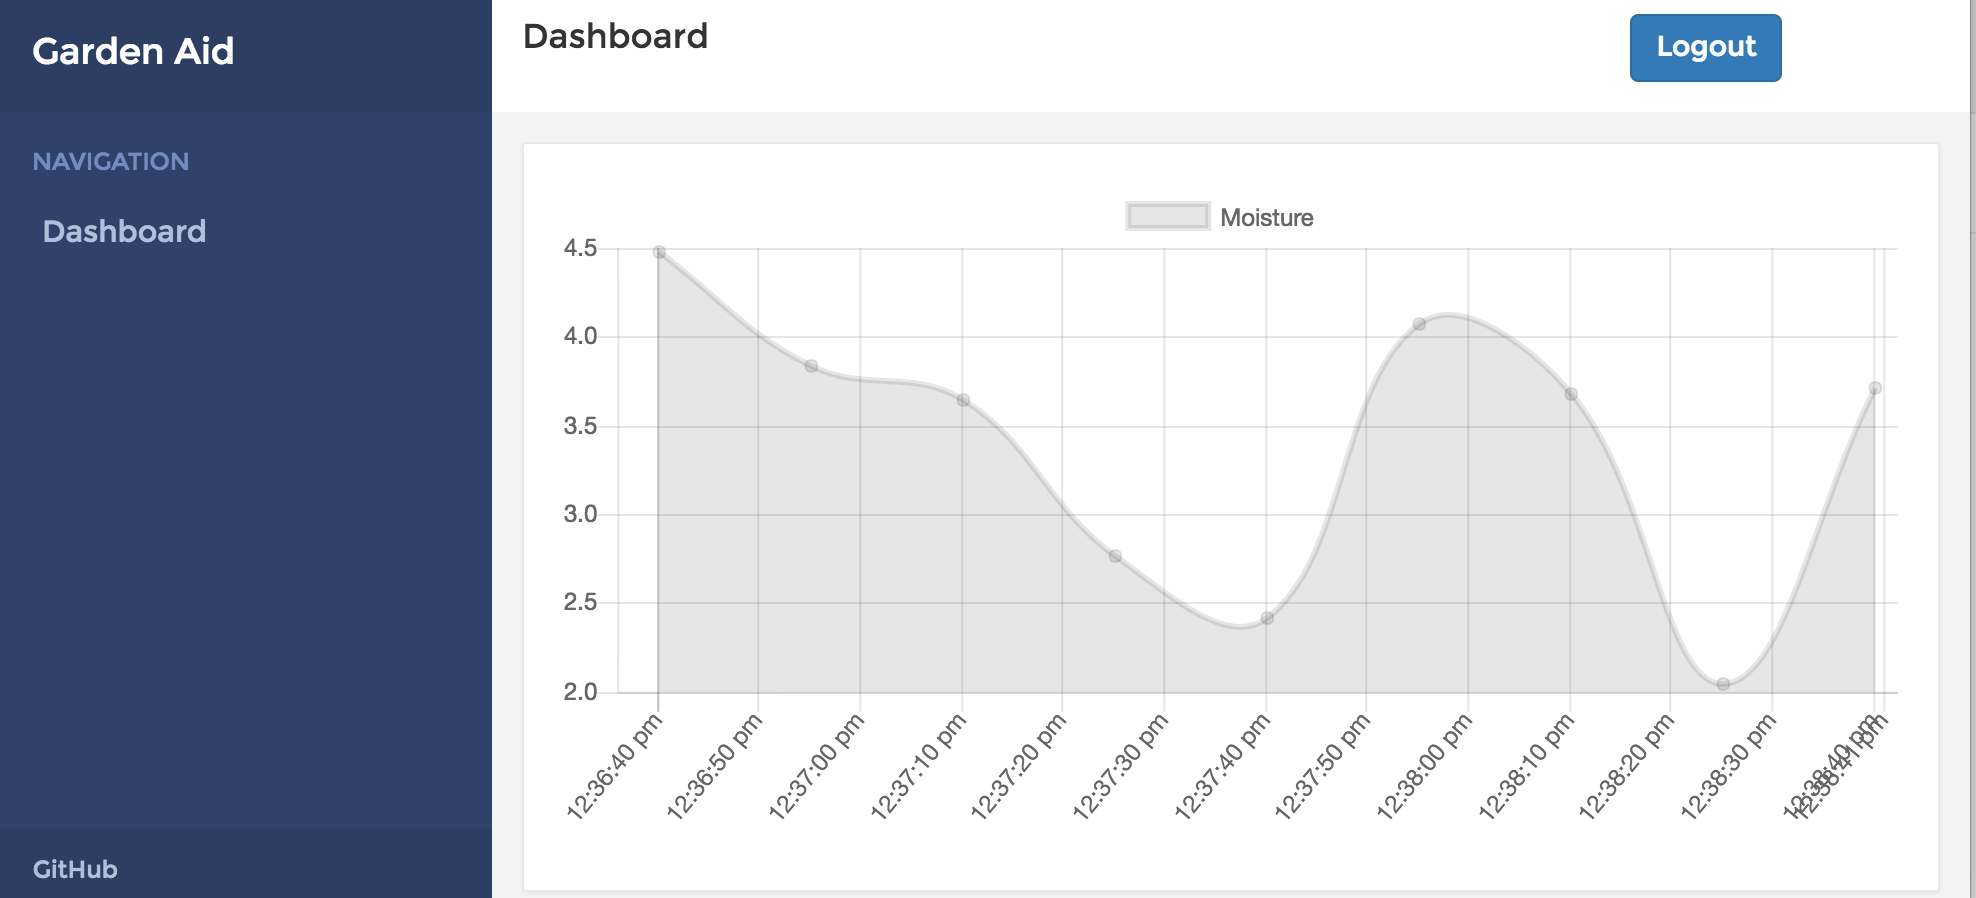 Garden Aid
NAVIGATION
Dashboard
GitHub
Dashboard
Logout
Moisture
4.5
4.0
3.5
3.0
2.5
2.0
12:36:40 pm
12:36:50 pm
12:37:00 pm
12:37:10 pm
12:37:20 pm
12:37:30 pm
12:37:40 pm
12:37:50 pm
12:38:00 pm
12:38:10 pm
12:38:20 pm
12:38:30 pm
12:38:40 pm
12:38:41 pm